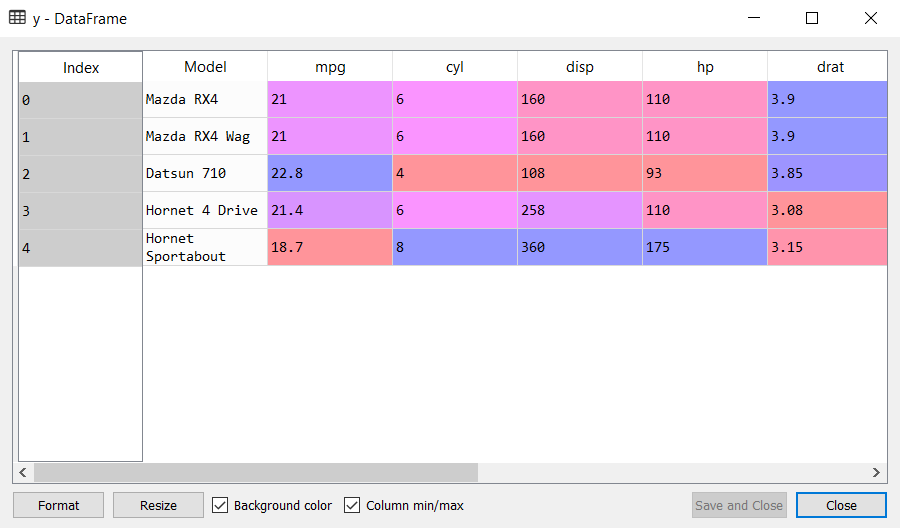 y - DataFrame
Index Model mpg cyl disp hp drat
0 Mazda RX4 21 6 160 110 3.9
1 Mazda RX4 Wag 21 6 160 110 3.9
2 Datsun 710 22.8 4 108 93 3.85
3 Hornet 4 Drive 21.4 6 258 110 3.08
4 Hornet Sportabout 18.7 8 360 175 3.15
Format Resize Background color Column min/max Save and Close Close